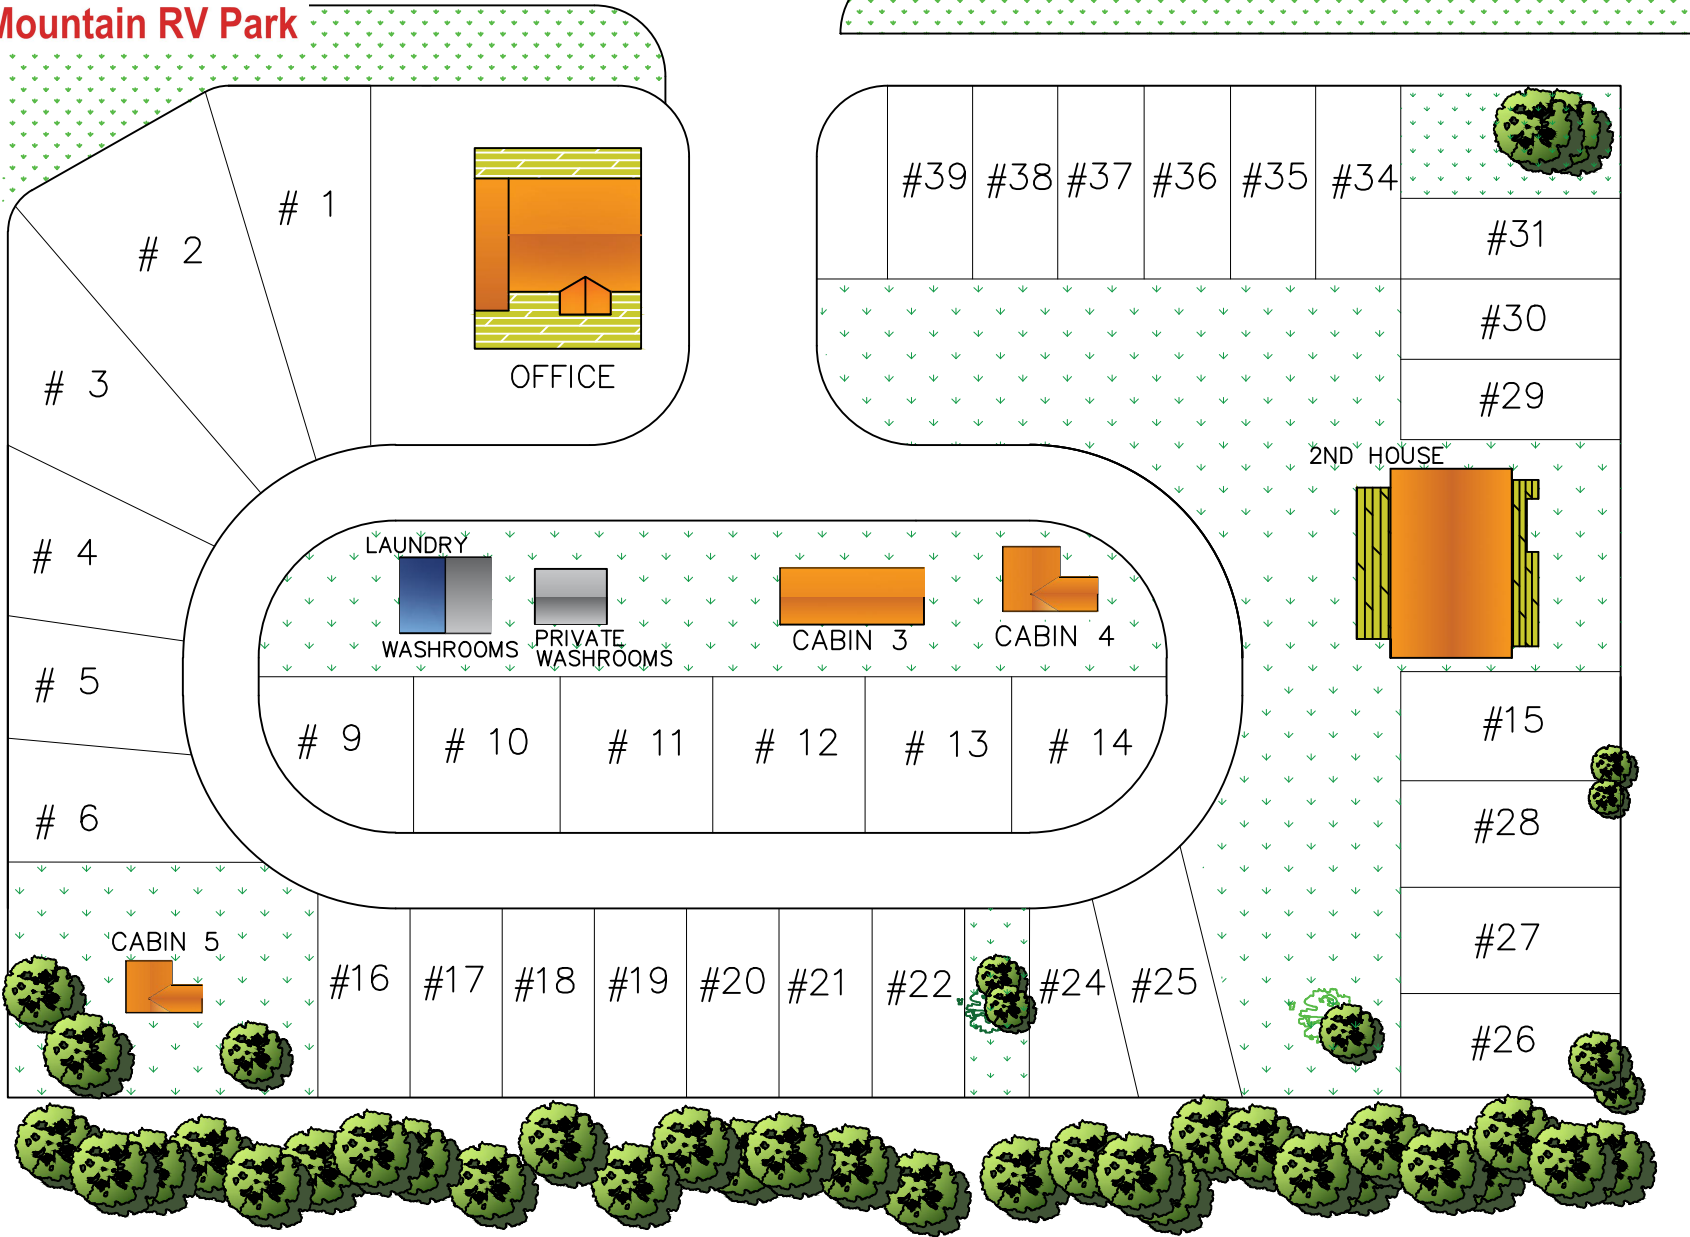 Mountain RV Park
# 1
# 2
# 3
# 4
# 5
# 6
OFFICE
#39 #38 #37 #36 #35 #34
#31
#30
#29
2ND HOUSE
LAUNDRY
WASHROOMS
PRIVATE
WASHROOMS
CABIN 3
CABIN 4
# 9 # 10 # 11 # 12 # 13 # 14
#15
#28
#27
#26
CABIN 5
#16 #17 #18 #19 #20 #21 #22 #24 #25